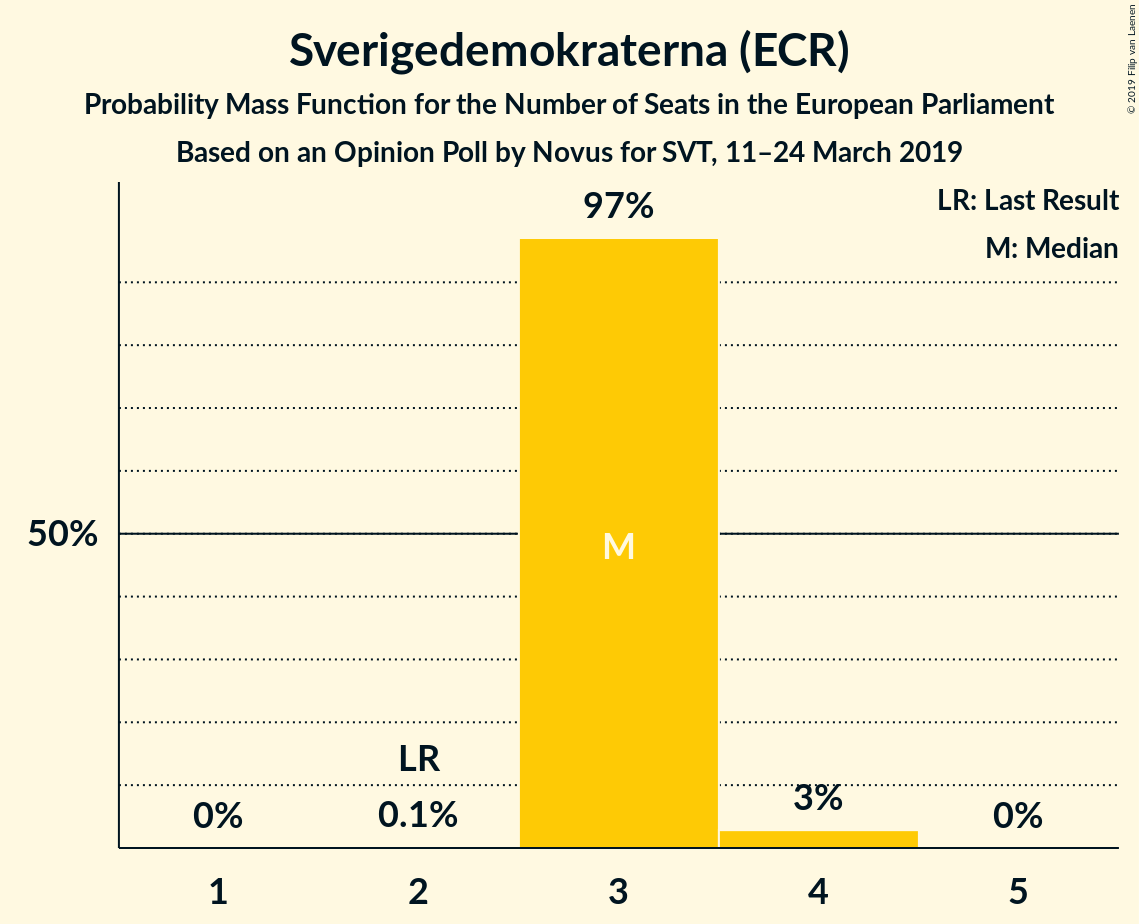 Sverigedemokraterna (ECR)
Probability Mass Function for the Number of Seats in the European Parliament
Based on an Opinion Poll by Novus for SVT, 11–24 March 2019
© 2019 Filip van Laenen
LR: Last Result
M: Median
97%
50%
M
LR
0%
0.1%
3%
0%
1
2
3
4
5